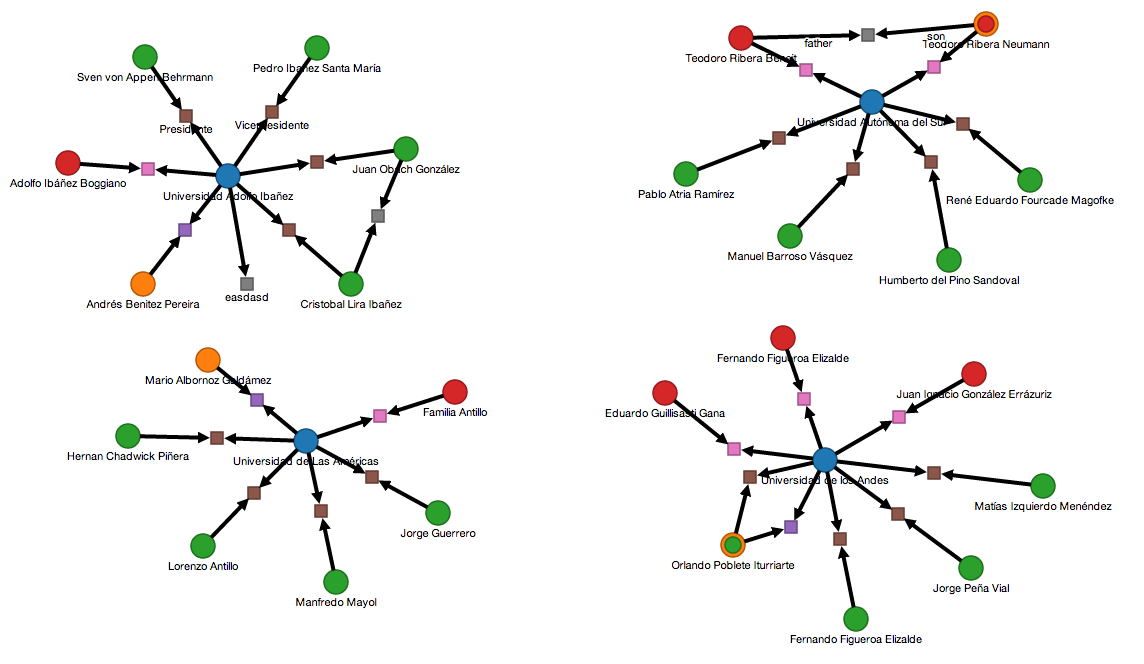 Sven von Appen Behrmann
Pedro Ibañez Santa María
Presidente
Vicepresidente
Adolfo Ibáñez Boggiano
Juan Obach González
Universidad Adolfo Ibañez
Andrés Benitez Pereira
easdasd
Cristobal Lira Ibañez
father
son
Teodoro Ribera Beroit
Teodoro Ribera Neumann
Universidad Autónoma del Sur
Pablo Atria Ramírez
René Eduardo Fourcade Magofke
Manuel Barroso Vásquez
Humberto del Pino Sandoval
Mario Albornoz Galdámez
Familia Antillo
Hernan Chadwick Piñera
Universidad de Las Américas
Jorge Guerrero
Lorenzo Antillo
Manfredo Mayol
Fernando Figueroa Elizalde
Juan Ignacio González Errázuriz
Eduardo Guillisasti Gana
Universidad de los Andes
Matías Izquierdo Menéndez
Orlando Poblete Iturriarte
Jorge Peña Vial
Fernando Figueroa Elizalde